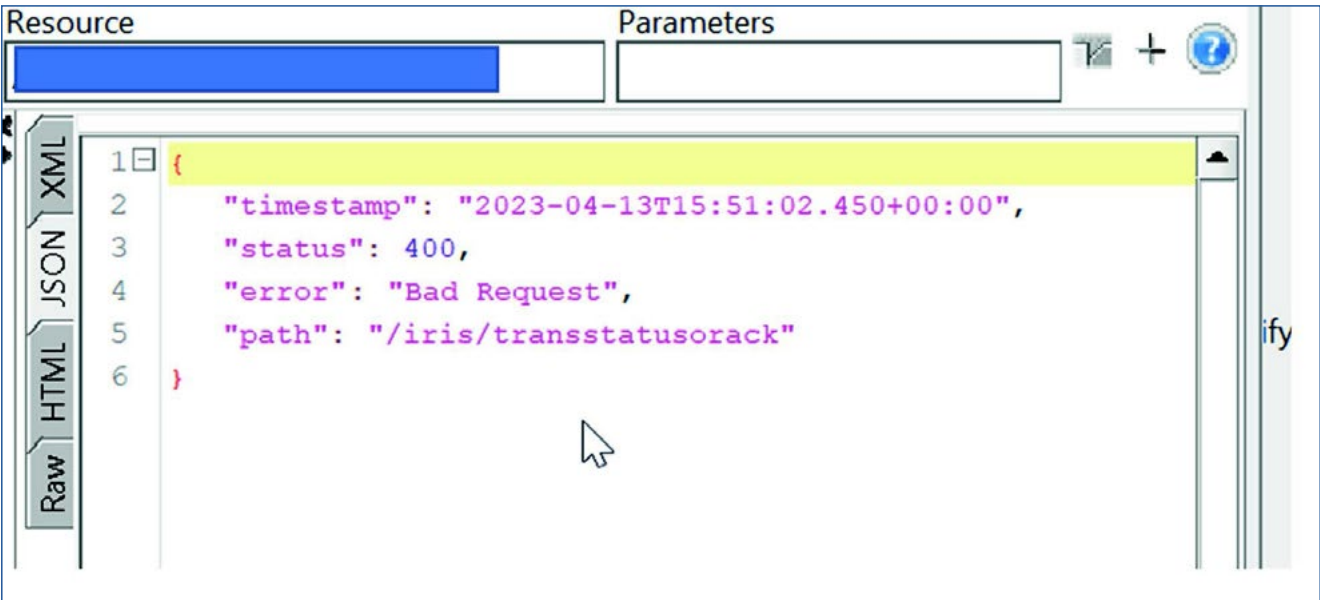 Resource Parameters
XML
JSON
HTML
Raw
1 {
2 "timestamp": "2023-04-13T15:51:02.450+00:00",
3 "status": 400,
4 "error": "Bad Request",
5 "path": "/iris/transstatusorack"
6 }
ify